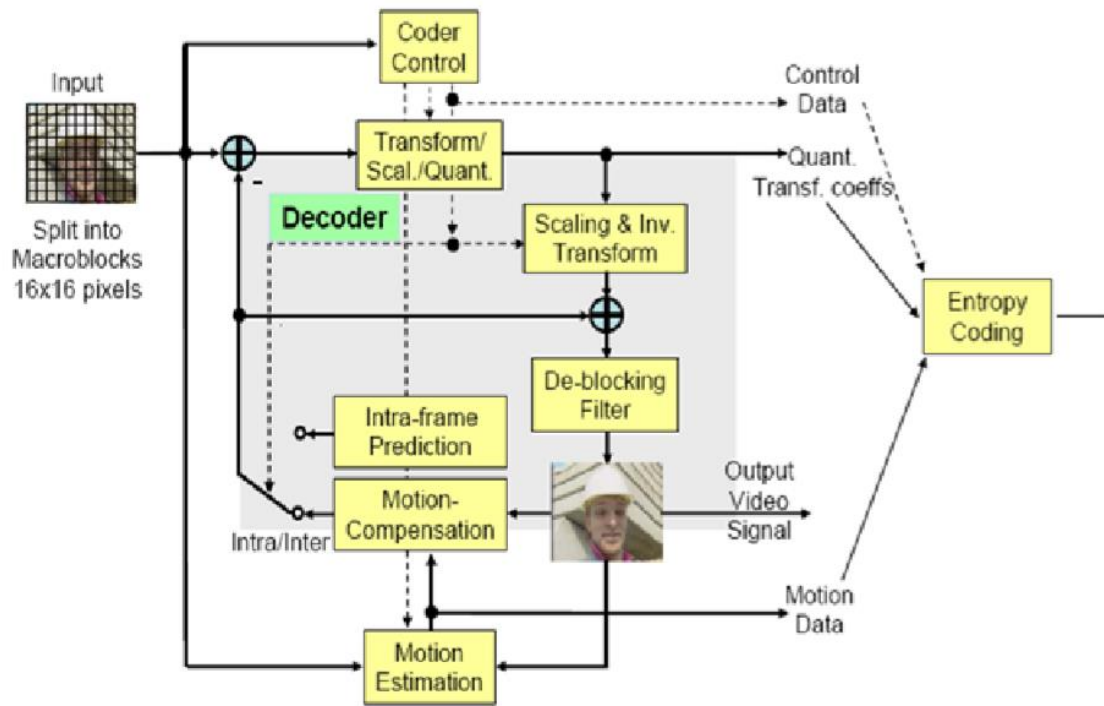 Coder
Control
Input
Control
Data
Transform/
Scal./Quant.
-
Quant.
Transf. coeffs
Decoder
Split into
Macroblocks
16x16 pixels
Scaling & Inv.
Transform
Entropy
Coding
De-blocking
Filter
Intra-frame
Prediction
Output
Video
Signal
Motion-
Compensation
Intra/Inter
Motion
Data
Motion
Estimation